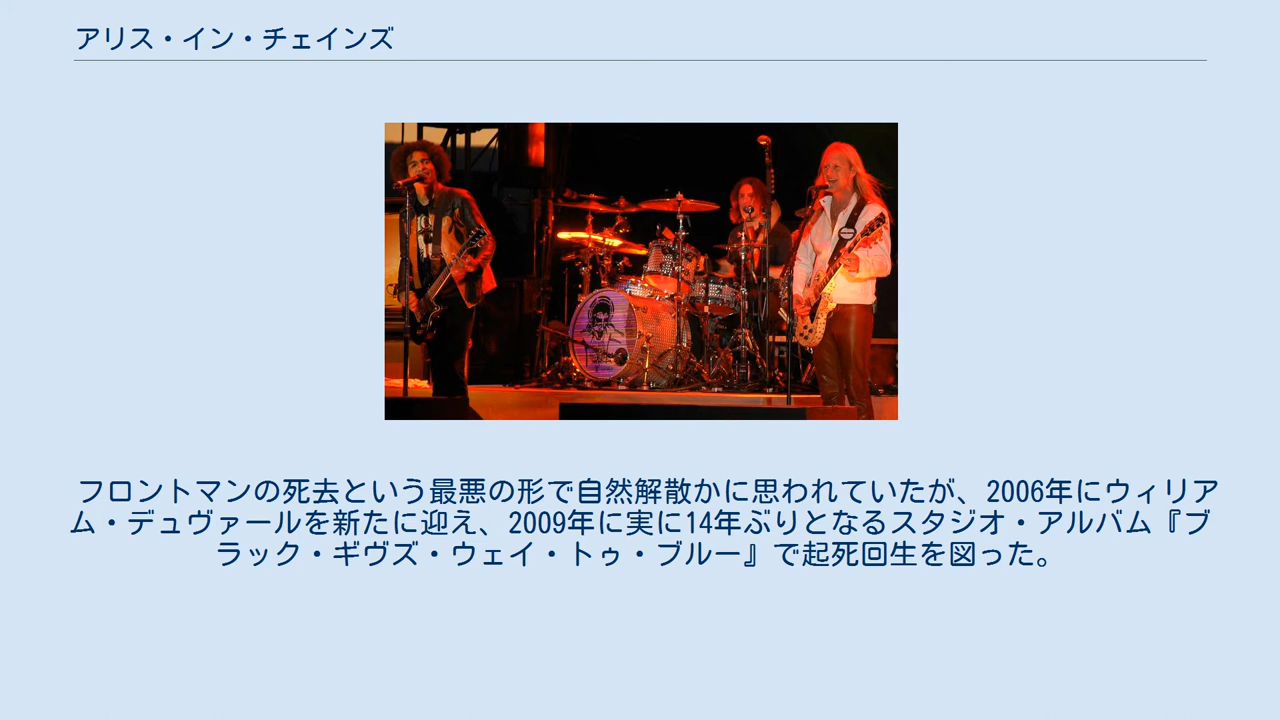 アリス・イン・チェインズ
フロントマンの死去という最悪の形で自然解散かに思われていたが、2006年にウィリア
ム・デュヴァールを新たに迎え、2009年に実に14年ぶりとなるスタジオ・アルバム『ブ
ラック・ギヴズ・ウェイ・トゥ・ブルー』で起死回生を図った。